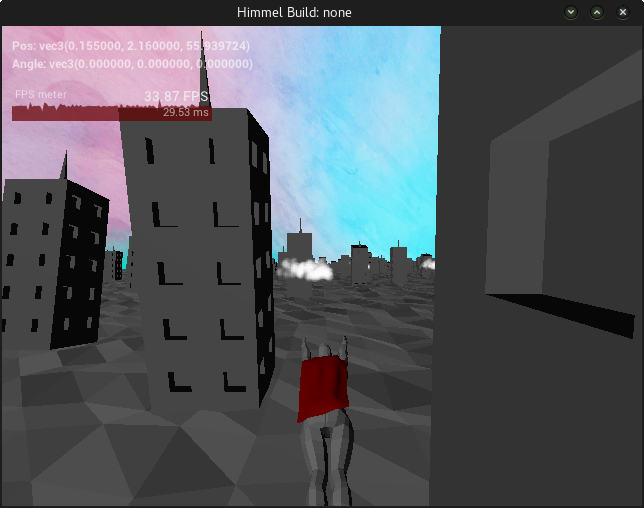 Himmel Build: none
Pos: vec3(0.155000, 2.160000, 55.939724)
Angle: vec3(0.000000, 0.000000, 0.000000)
FPS meter 33.87 FPS
29.53 ms